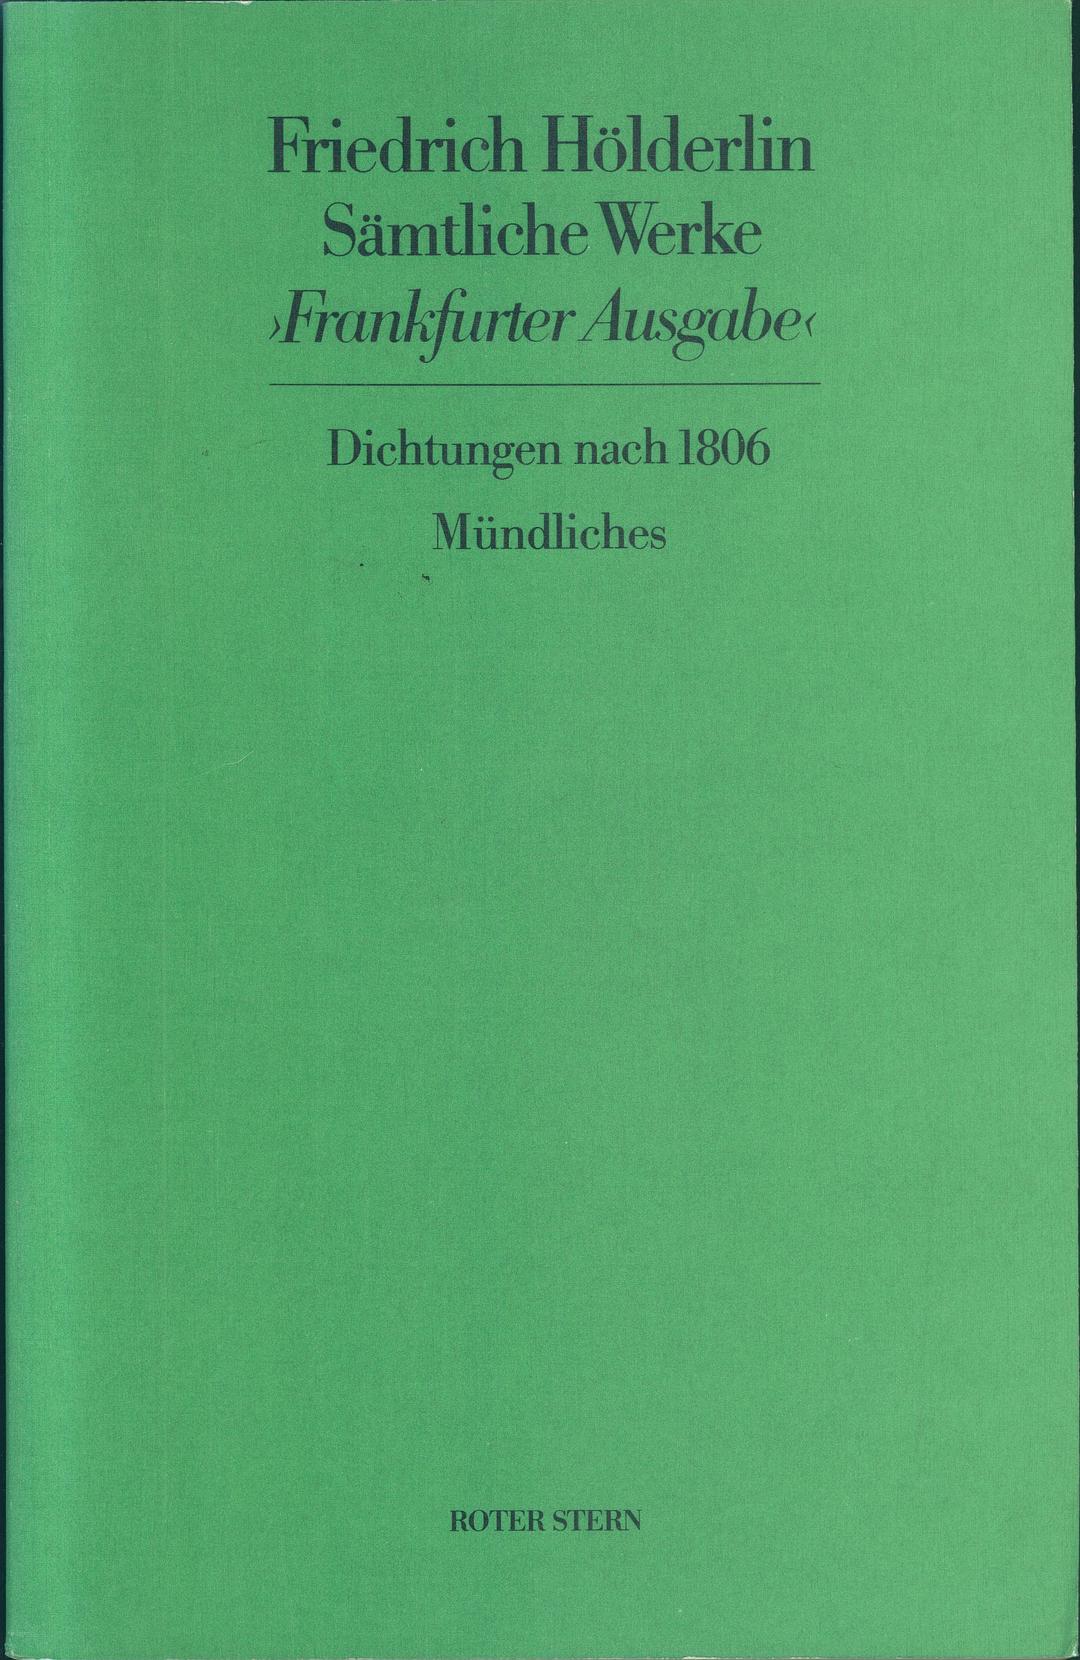 Friedrich Hölderlin
Sämtliche Werke
›Frankfurter Ausgabe‹
Dichtungen nach 1806
Mündliches
ROTER STERN